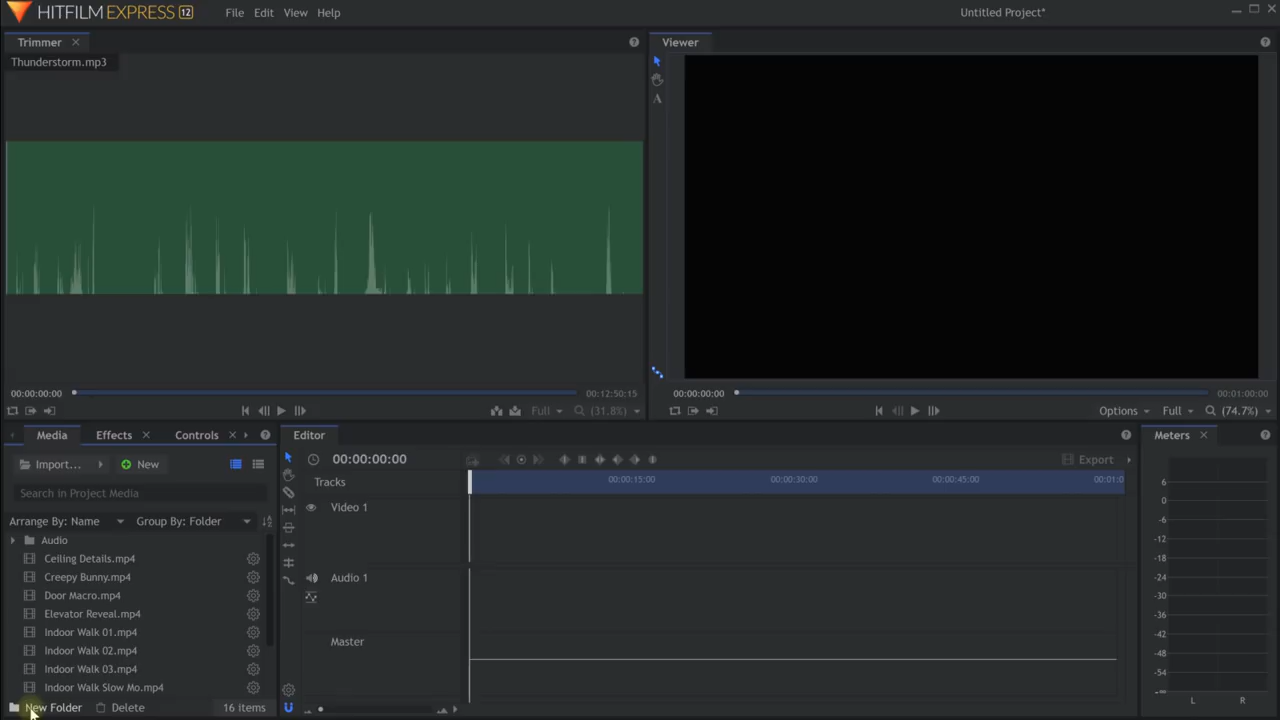 HITFILM EXPRESS 12 File Edit View Help Untitled Project*
Trimmer
Viewer
Thunderstorm.mp3
A
00:00:00:00 00:12:50:15
Full (31.8%)
00:00:00:00 00:01:00:00
Options Full (74.7%)
Media Effects Controls
Import... New
Search in Project Media
Arrange By: Name Group By: Folder
Audio
Ceiling Details.mp4
Creepy Bunny.mp4
Door Macro.mp4
Elevator Reveal.mp4
Indoor Walk 01.mp4
Indoor Walk 02.mp4
Indoor Walk 03.mp4
Indoor Walk Slow Mo.mp4
New Folder Delete 16 items
Editor
00:00:00:00 Export
Tracks 00:00:15:00 00:00:30:00 00:00:45:00 00:01:0
Video 1
Audio 1
Master
Meters
6
0
-6
-12
-18
-24
-30
-36
-42
-48
-54
-∞
L R